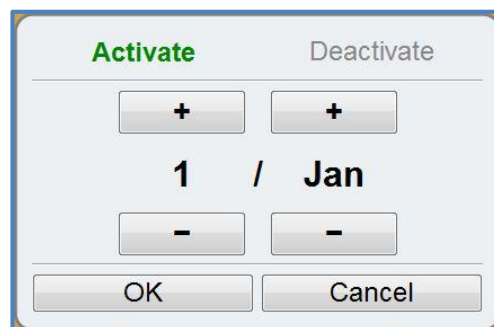 Activate Deactivate
+ +
1 / Jan
− −
OK Cancel